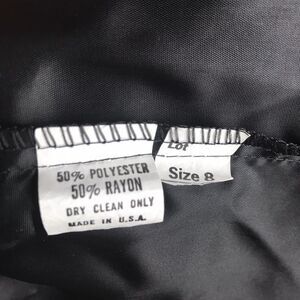 50% POLYESTER
50% RAYON
DRY CLEAN ONLY
MADE IN U.S.A.
Lot
Size 8